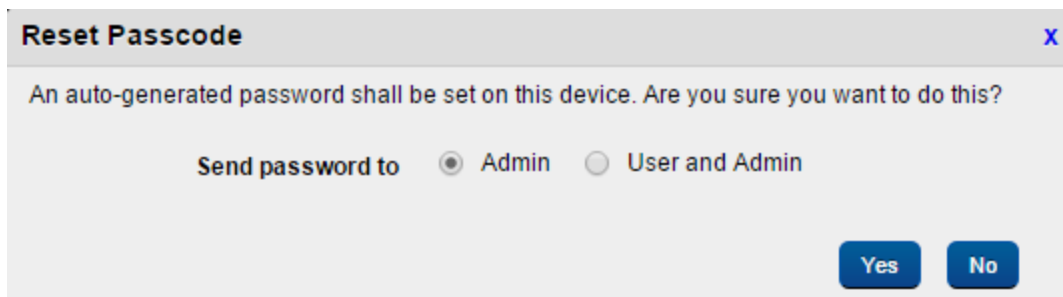 Reset Passcode x
An auto-generated password shall be set on this device. Are you sure you want to do this?
Send password to Admin User and Admin
Yes No